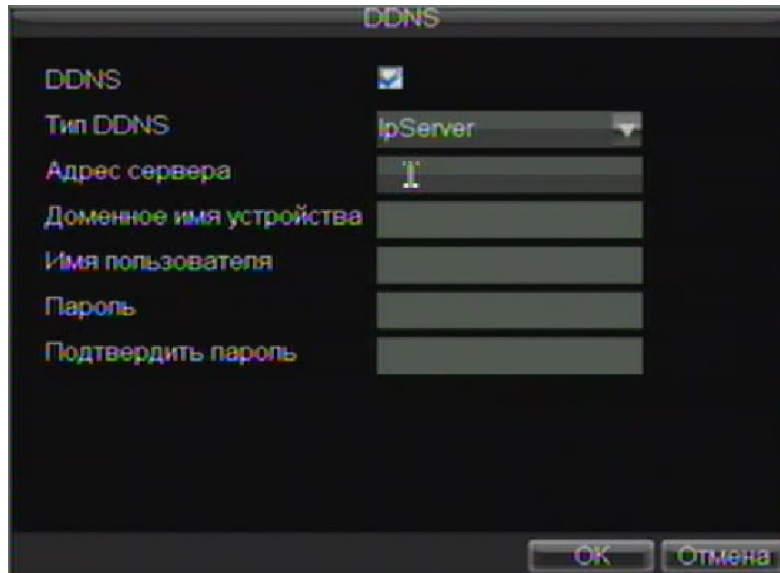 DDNS
DDNS
Тип DDNS
IpServer
Адрес сервера
Доменное имя устройства
Имя пользователя
Пароль
Подтвердить пароль
OK
Отмена